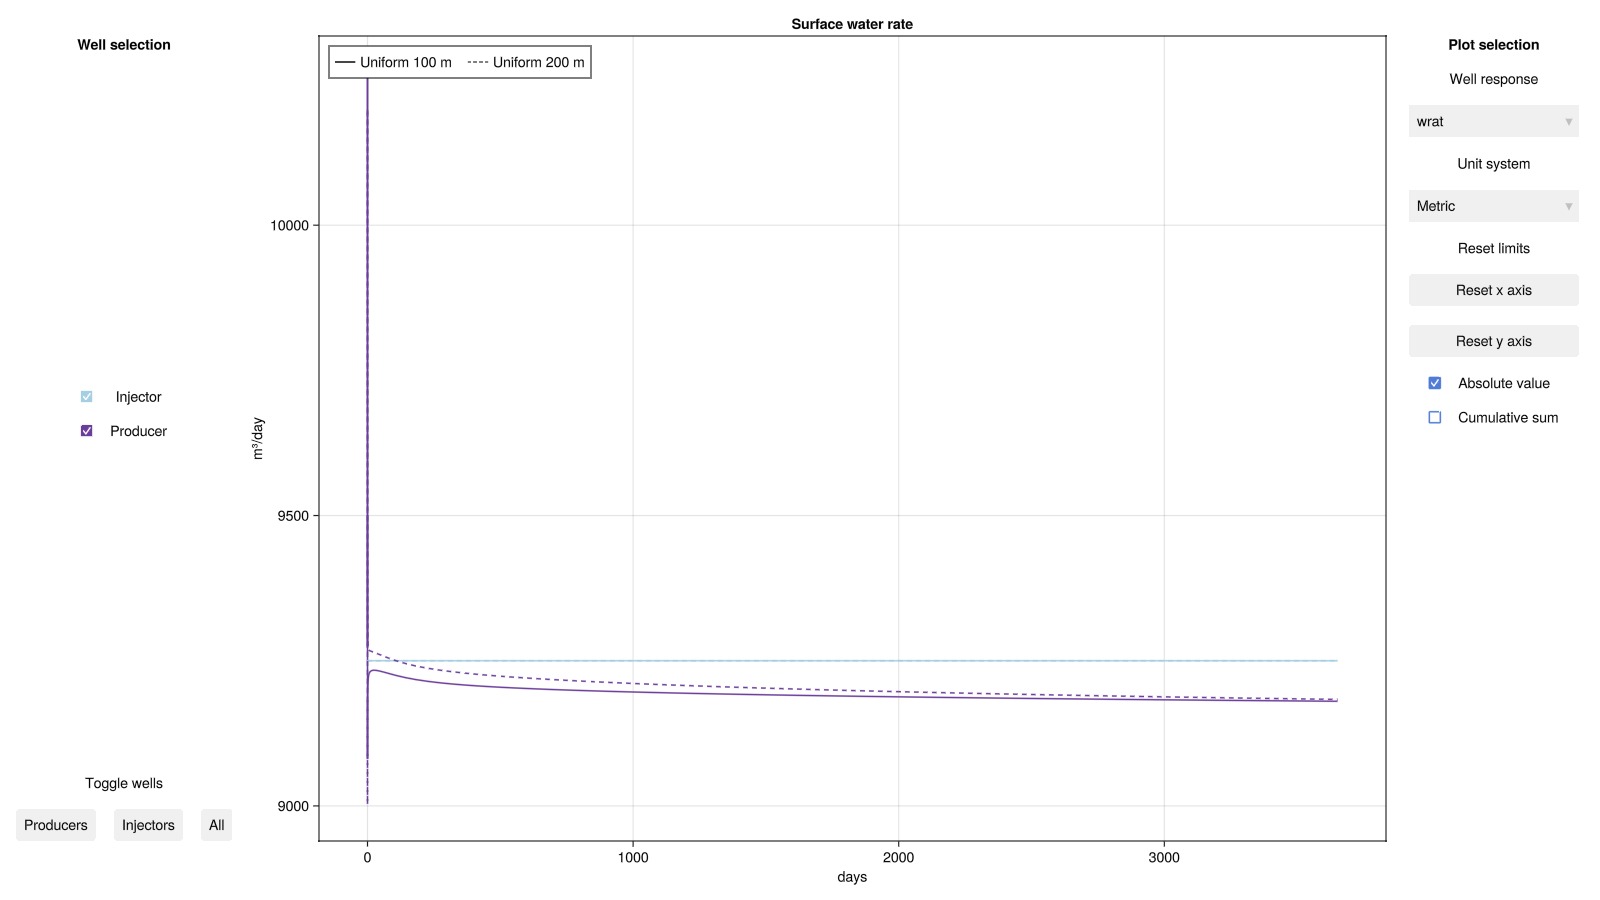 Surface water rate
Well selection
Injector
Producer
Toggle wells
Producers Injectors All
Uniform 100 m Uniform 200 m
10000
9500
9000
m³/day
0 1000 2000 3000
days
Plot selection
Well response
wrat
Unit system
Metric
Reset limits
Reset x axis
Reset y axis
Absolute value
Cumulative sum